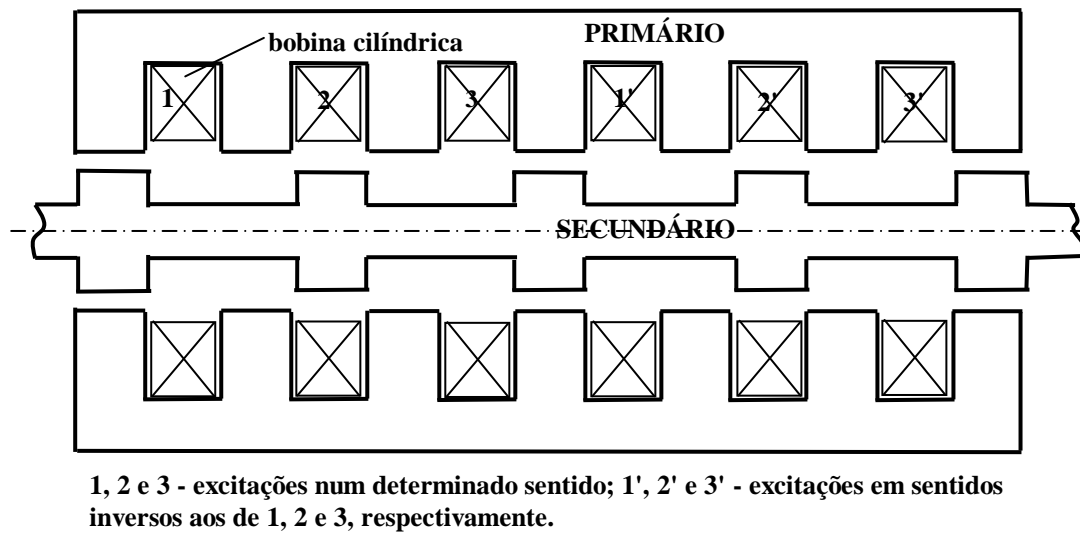 PRIMÁRIO
bobina cilíndrica
1 2 3 1' 2' 3'
SECUNDÁRIO
1, 2 e 3 - excitações num determinado sentido; 1', 2' e 3' - excitações em sentidos
inversos aos de 1, 2 e 3, respectivamente.